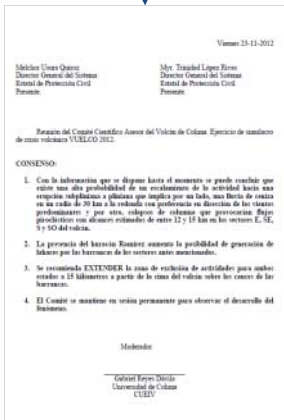 Viernes 23-11-2012
Melchor Usua Quiroz
Director General del Sistema
Estatal de Protección Civil
Presente.
Myr. Trinidad López Rivas
Director General del Sistema
Estatal de Protección Civil
Presente.
Reunión del Comité Científico Asesor del Volcán de Colima. Ejercicio de simulacro
de crisis volcánica VUELCO 2012.
CONSENSO:
1. Con la información que se dispone hasta el momento se puede concluir que
existe una alta probabilidad de un escalamiento de la actividad hacia una
erupción subpliniana a pliniana que implica por un lado, una lluvia de ceniza
en un radio de 30 km a la redonda con preferencia en dirección de los vientos
predominantes y por otro, colapsos de columna que provocarían flujos
piroclásticos con alcances estimados de entre 12 y 15 km en los sectores E, SE,
S y SO del volcán.
2. La presencia del huracán Ramírez aumenta la posibilidad de generación de
lahares por las barrancas de los sectores antes mencionados.
3. Se recomienda EXTENDER la zona de exclusión de actividades para ambos
estados a 15 kilómetros a partir de la cima del volcán sobre los cauces de las
barrancas.
4. El Comité se mantiene en sesión permanente para observar el desarrollo del
fenómeno.
Moderador
Gabriel Reyes Dávila
Universidad de Colima
CUEIV